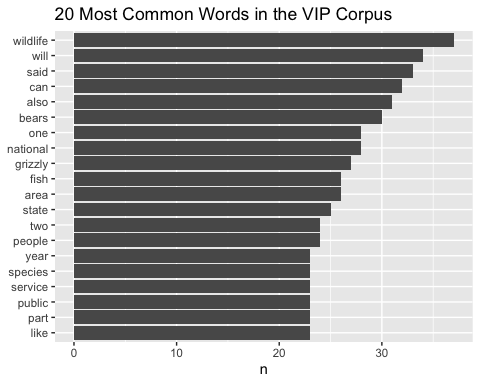 20 Most Common Words in the VIP Corpus
wildlife
will
said
can
also
bears
one
national
grizzly
fish
area
state
two
people
year
species
service
public
part
like
0 10 20 30
n